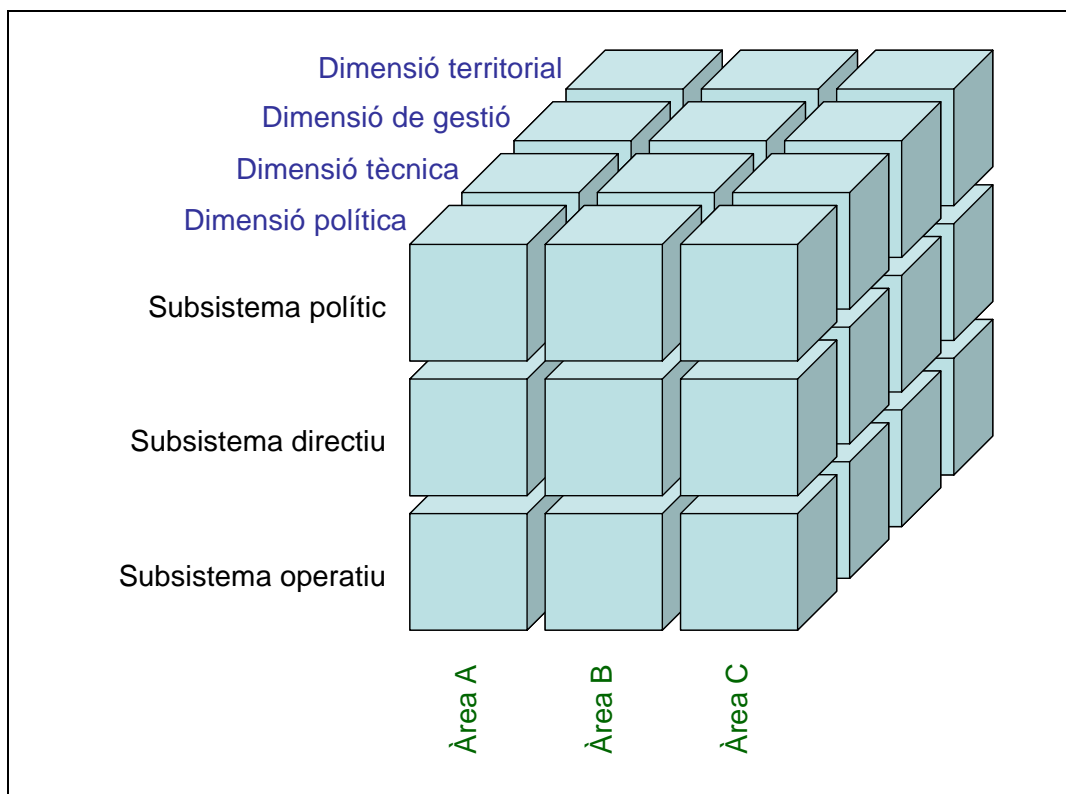 Dimensió territorial
Dimensió de gestió
Dimensió tècnica
Dimensió política
Subsistema polític
Subsistema directiu
Subsistema operatiu
Àrea A
Àrea B
Àrea C